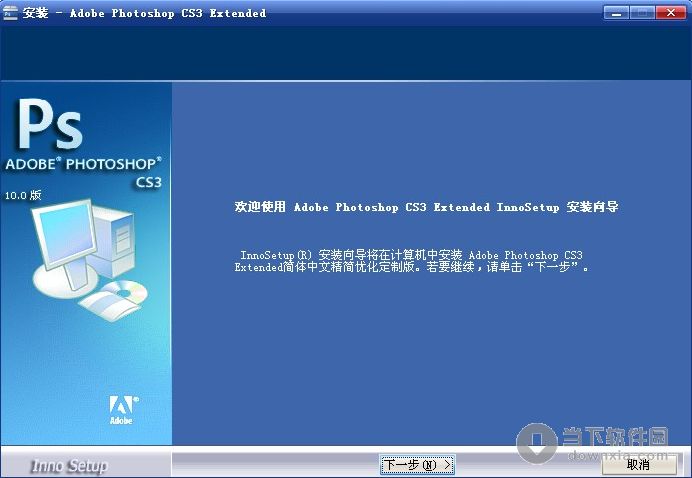 安装 - Adobe Photoshop CS3 Extended
Ps
ADOBE® PHOTOSHOP®
CS3
10.0 版
欢迎使用 Adobe Photoshop CS3 Extended InnoSetup 安装向导
InnoSetup(R) 安装向导将在计算机中安装 Adobe Photoshop CS3
Extended简体中文精简优化定制版。若要继续，请单击“下一步”。
Adobe
当下软件园
downxia.com
Inno Setup
下一步(N) >
取消